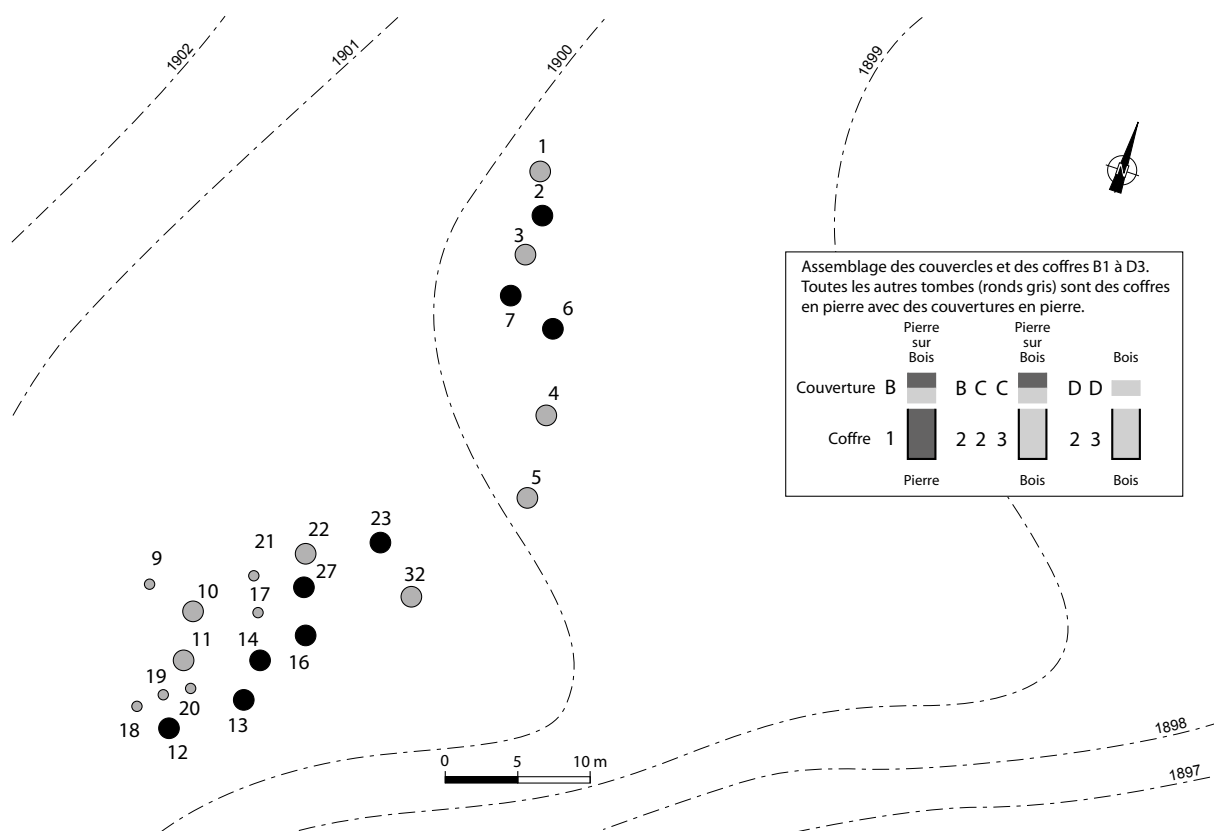 1902
1901
1900
1899
1
2
3
7
6
4
5
Assemblage des couvercles et des coffres B1 à D3.
Toutes les autres tombes (ronds gris) sont des coffres
en pierre avec des couvertures en pierre.
Pierre sur Bois
Pierre sur Bois
Bois
Couverture B B C C D D
Coffre 1 2 2 3 2 3
Pierre Bois Bois
23
22
21
9
27
32
10
17
11
14
16
19
20
18
13
12
0 5 10 m
1898
1897